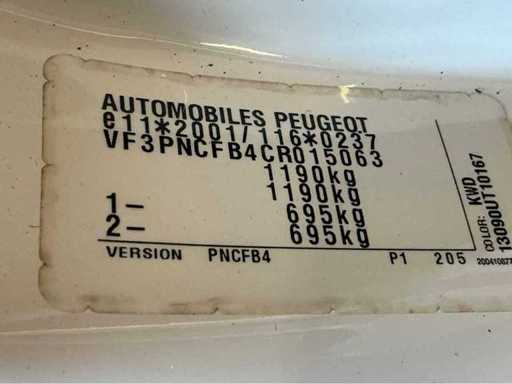 AUTOMOBILES PEUGEOT
e11*2001/116*0237
VF3PNCFB4CR015063
1190kg
1190kg
1- 695kg
2- 695kg
VERSION PNCFB4 P1 205
COLOR: KWD
13090UT10167
200410877